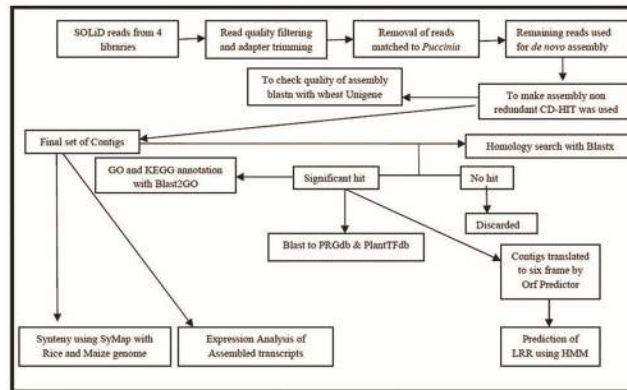 SOLiD reads from 4
libraries
Read quality filtering
and adapter trimming
Removal of reads
matched to Puccinia
Remaining reads used
for de novo assembly
To check quality of assembly
blastn with wheat Unigene
To make assembly non
redundant CD-HIT was used
Final set of Contigs
Homology search with Blastx
GO and KEGG annotation
with Blast2GO
Significant hit
No hit
Discarded
Blast to PRGdb & PlantTFdb
Contigs translated
to six frame by
Orf Predictor
Synteny using SyMap with
Rice and Maize genome
Expression Analysis of
Assembled transcripts
Prediction of
LRR using HMM